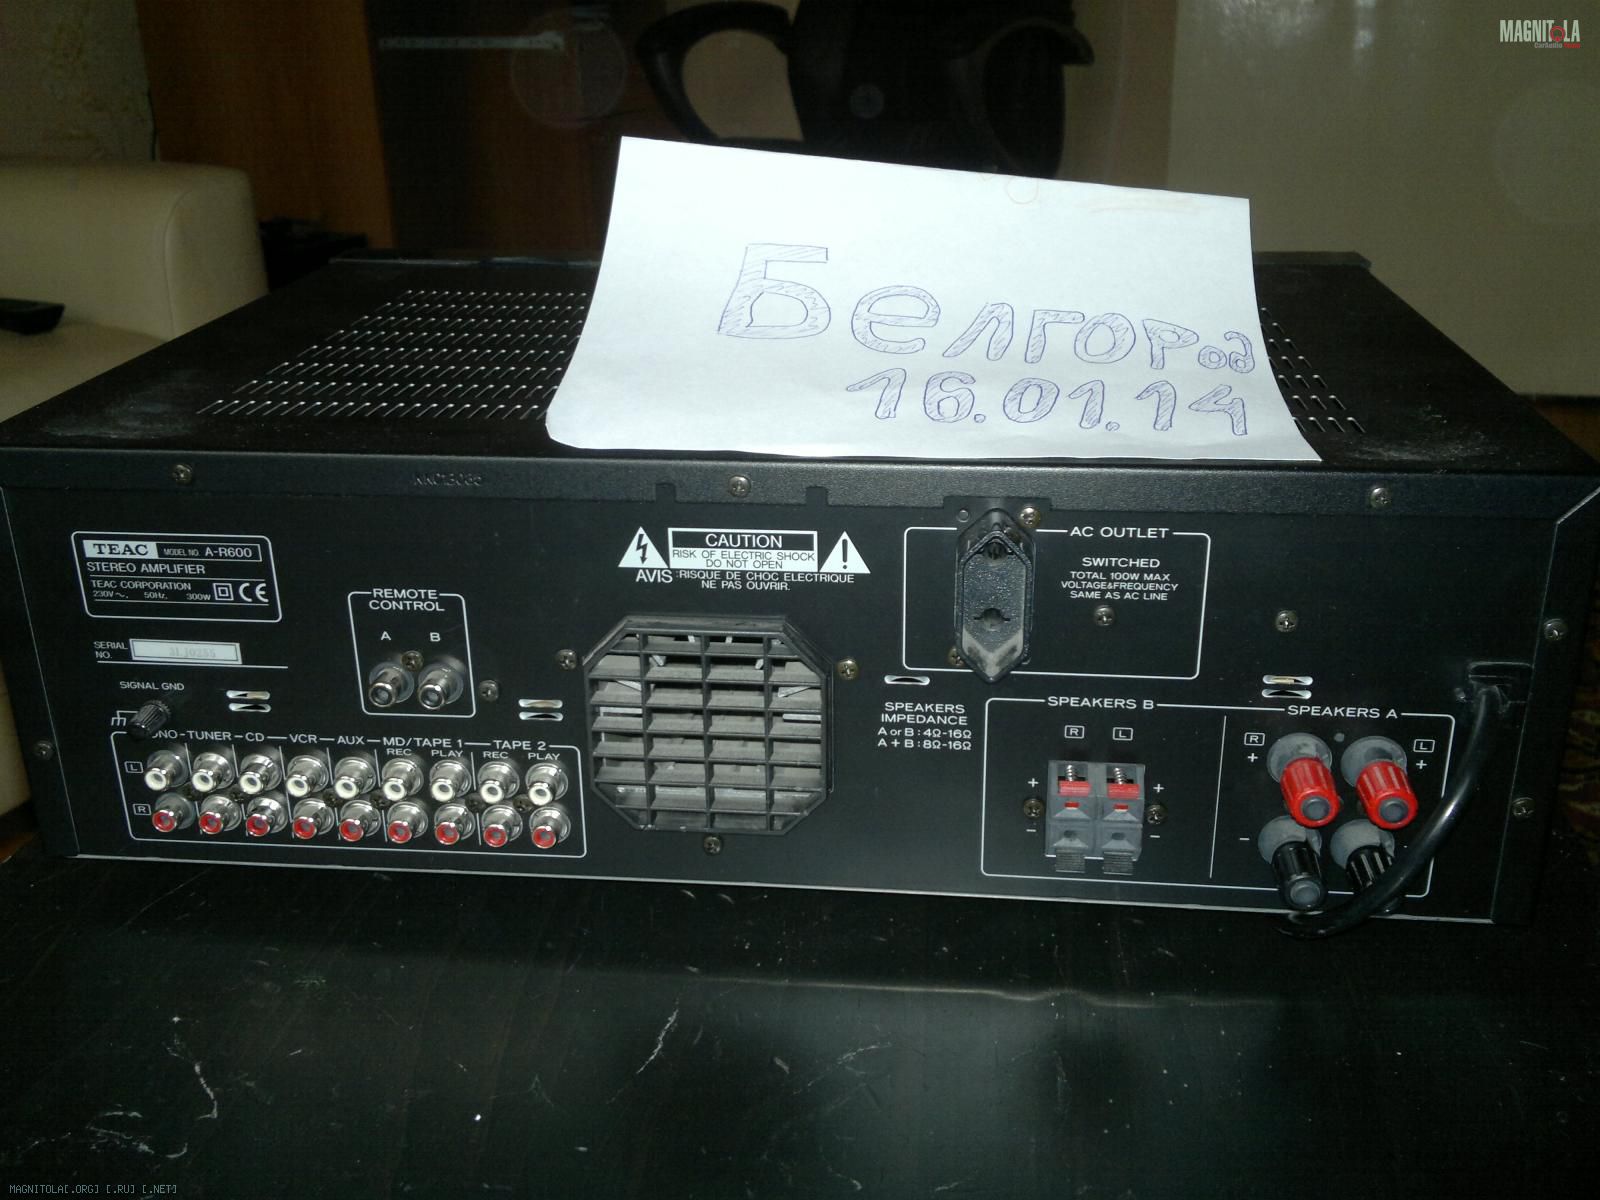 MAGNITOLA
Белгород
16.01.14
TEAC MODEL NO. A-R600
STEREO AMPLIFIER
TEAC CORPORATION
230V~, 50Hz, 300W CE
SERIAL NO.
SIGNAL GND
REMOTE CONTROL
A B
TUNER CD VCR AUX MD/TAPE 1 TAPE 2
REC PLAY REC PLAY
L
R
CAUTION
RISK OF ELECTRIC SHOCK
DO NOT OPEN
AVIS :RISQUE DE CHOC ELECTRIQUE
NE PAS OUVRIR.
AC OUTLET
SWITCHED
TOTAL 100W MAX
VOLTAGE&FREQUENCY
SAME AS AC LINE
SPEAKERS
IMPEDANCE
A or B : 4Ω-16Ω
A + B : 8Ω-16Ω
SPEAKERS B
R L
+ +
- -
SPEAKERS A
R L
+ +
-
MAGNITOLA[.ORG] [.RU] [.NET]